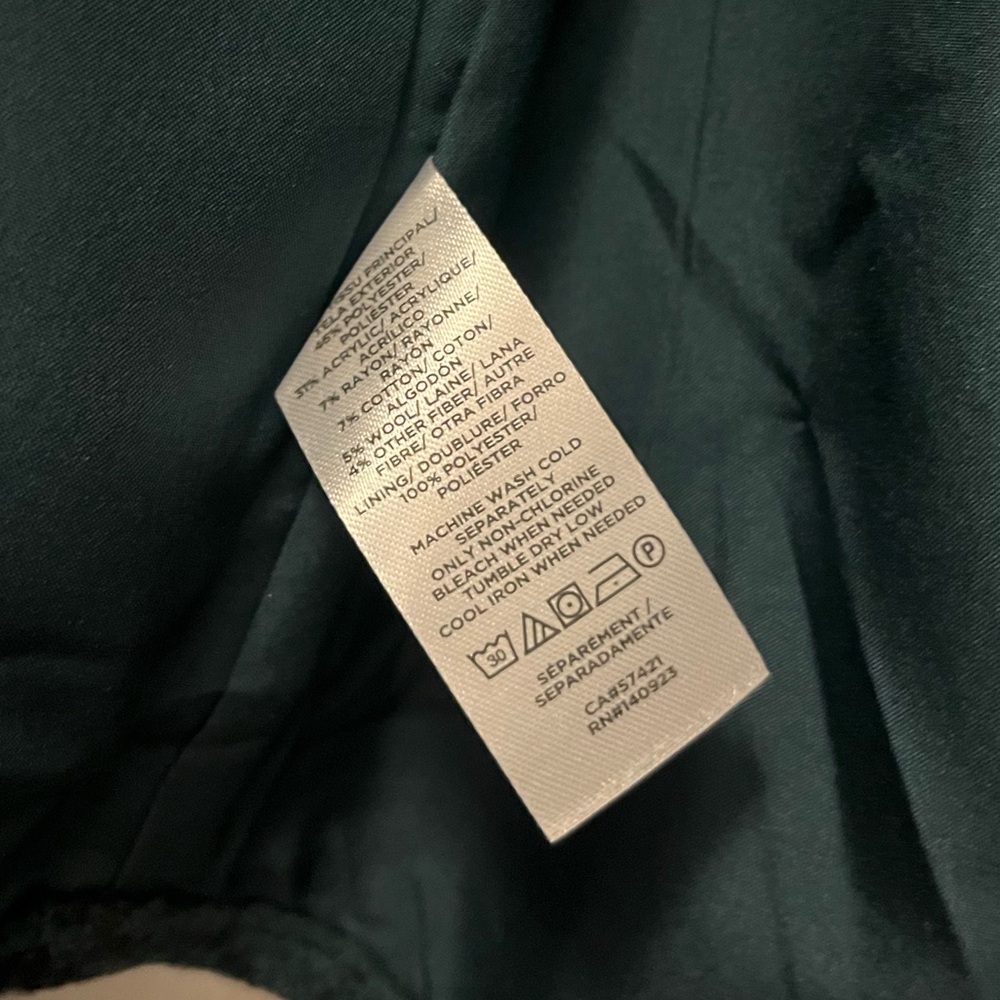 TISSU PRINCIPAL/
TELA EXTERIOR
46% POLYESTER/
POLIÉSTER
31% ACRYLIC/ ACRYLIQUE/
ACRÍLICO
7% RAYON/ RAYONNE/
RAYÓN
7% COTTON/ COTON/
ALGODÓN
5% WOOL/ LAINE/ LANA
4% OTHER FIBER/ AUTRE
FIBRE/ OTRA FIBRA
LINING/ DOUBLURE/ FORRO
100% POLYESTER/
POLIÉSTER
MACHINE WASH COLD
SEPARATELY
ONLY NON-CHLORINE
BLEACH WHEN NEEDED
TUMBLE DRY LOW
COOL IRON WHEN NEEDED
30 P
SÉPARÉMENT /
SEPARADAMENTE
CA#57421
RN#140923